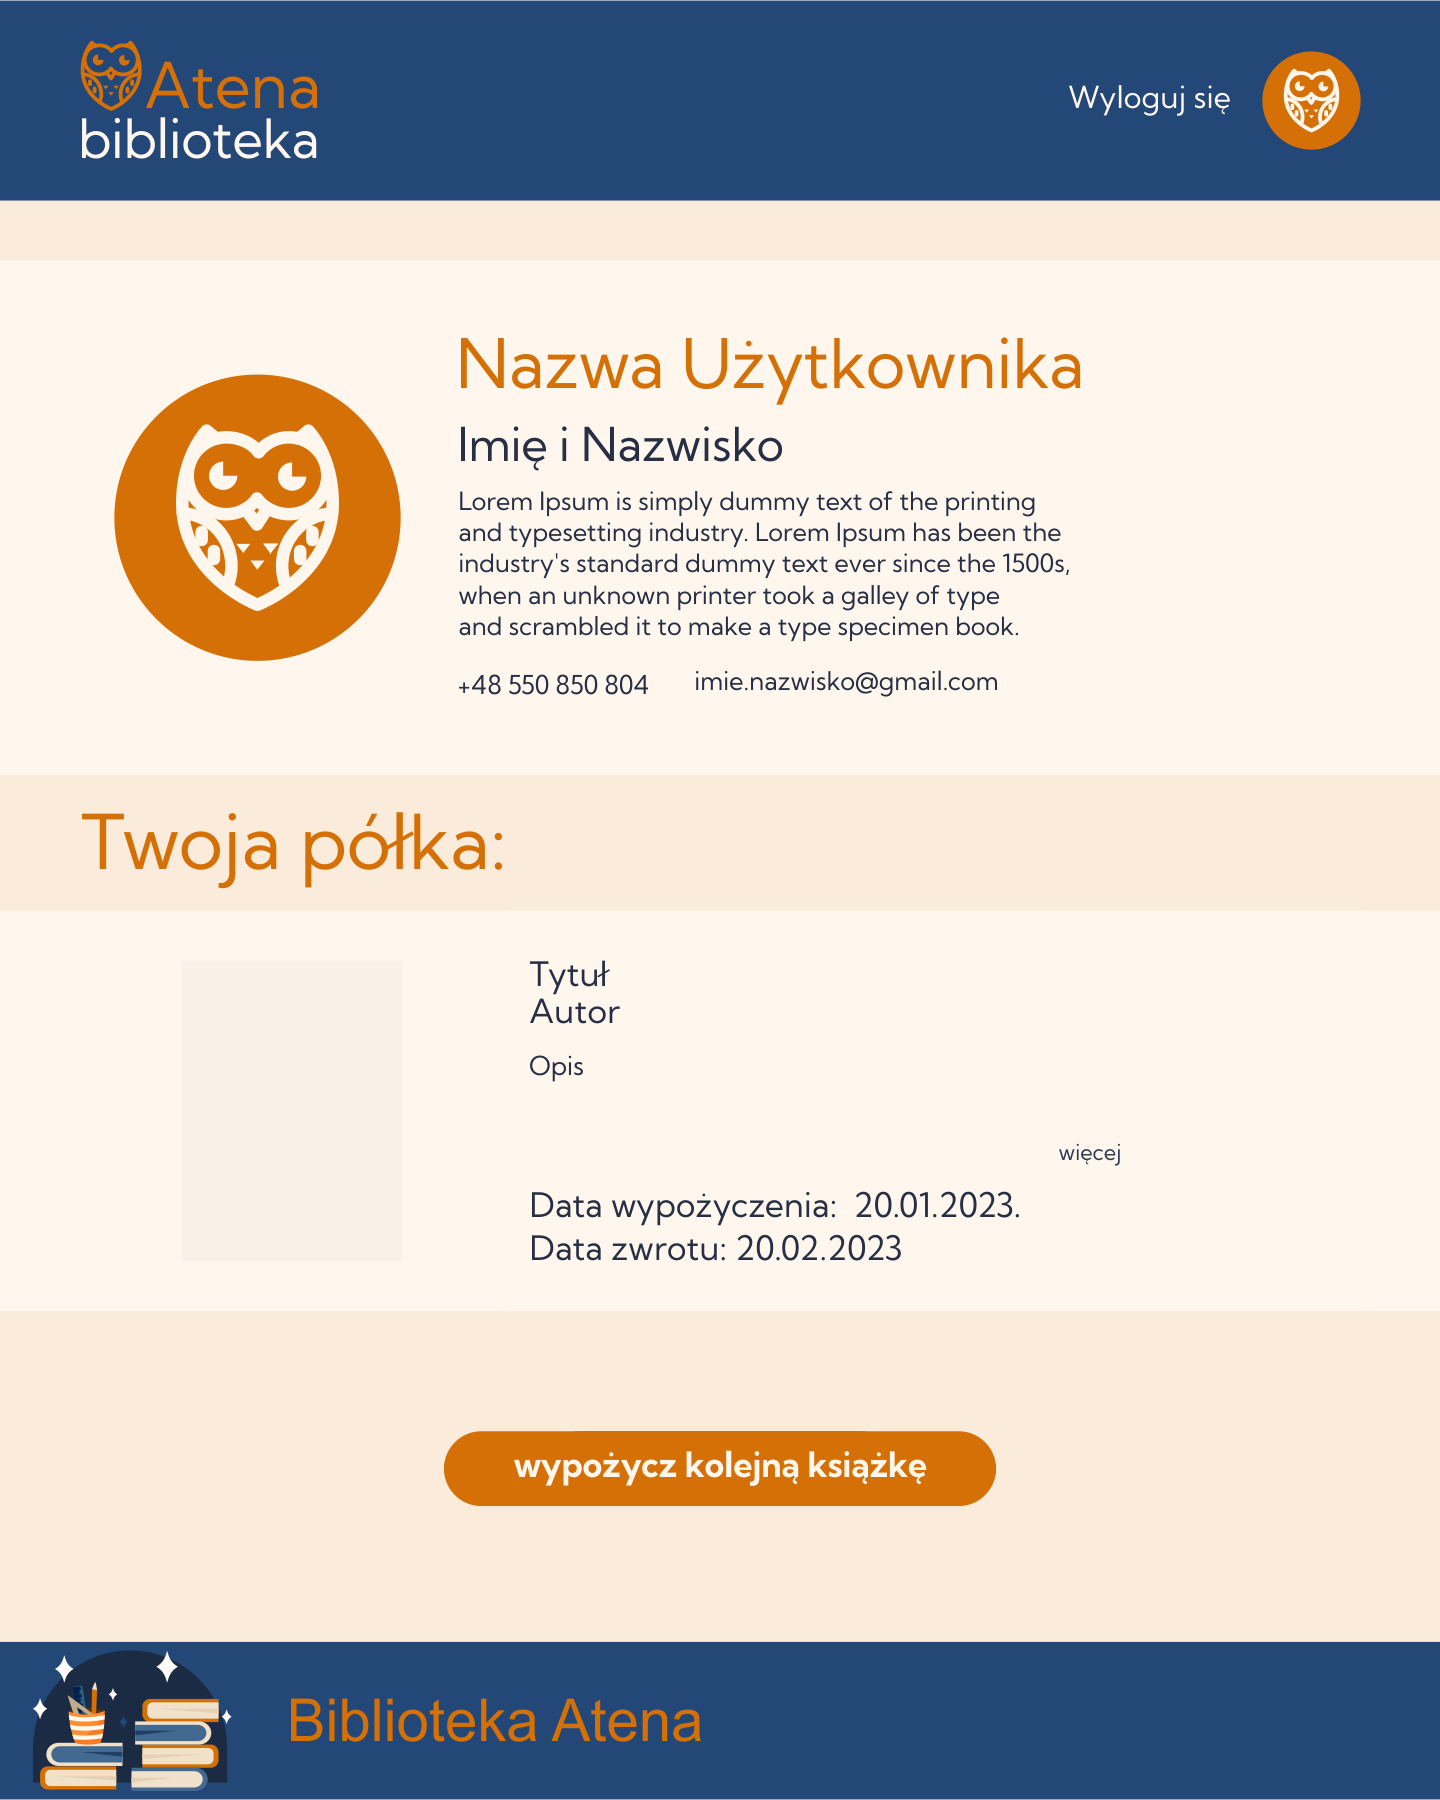 Atena
biblioteka
Wyloguj się
Nazwa Użytkownika
Imię i Nazwisko
Lorem Ipsum is simply dummy text of the printing
and typesetting industry. Lorem Ipsum has been the
industry's standard dummy text ever since the 1500s,
when an unknown printer took a galley of type
and scrambled it to make a type specimen book.
+48 550 850 804 imie.nazwisko@gmail.com
Twoja półka:
Tytuł
Autor
Opis
więcej
Data wypożyczenia:  20.01.2023.
Data zwrotu: 20.02.2023
wypożycz kolejną książkę
Biblioteka Atena